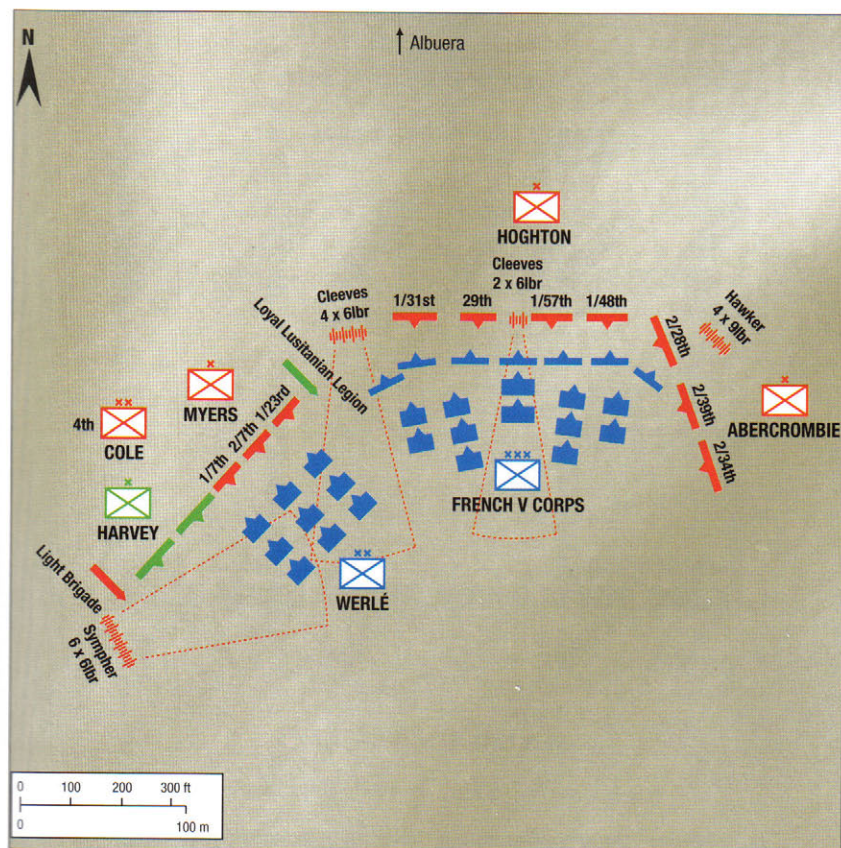 N
Albuera
×
HOGHTON
Cleeves
4 x 6lbr
1/31st
29th
Cleeves
2 x 6lbr
1/57th
1/48th
Hawker
4 x 9lbr
2/28th
2/39th
2/34th
×
ABERCROMBIE
Loyal Lusitanian Legion
×
MYERS
1/23rd
2/7th
1/7th
××
4th
COLE
×
HARVEY
×××
FRENCH V CORPS
××
WERLÉ
Light Brigade
Sympher
6 x 6lbr
0 100 200 300 ft
0 100 m